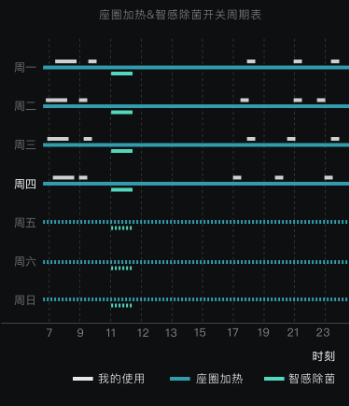 座圈加热&智感除菌开关周期表
周一
周二
周三
周四
周五
周六
周日
7 9 11 12 13 15 17 19 21 23
时刻
我的使用 座圈加热 智感除菌